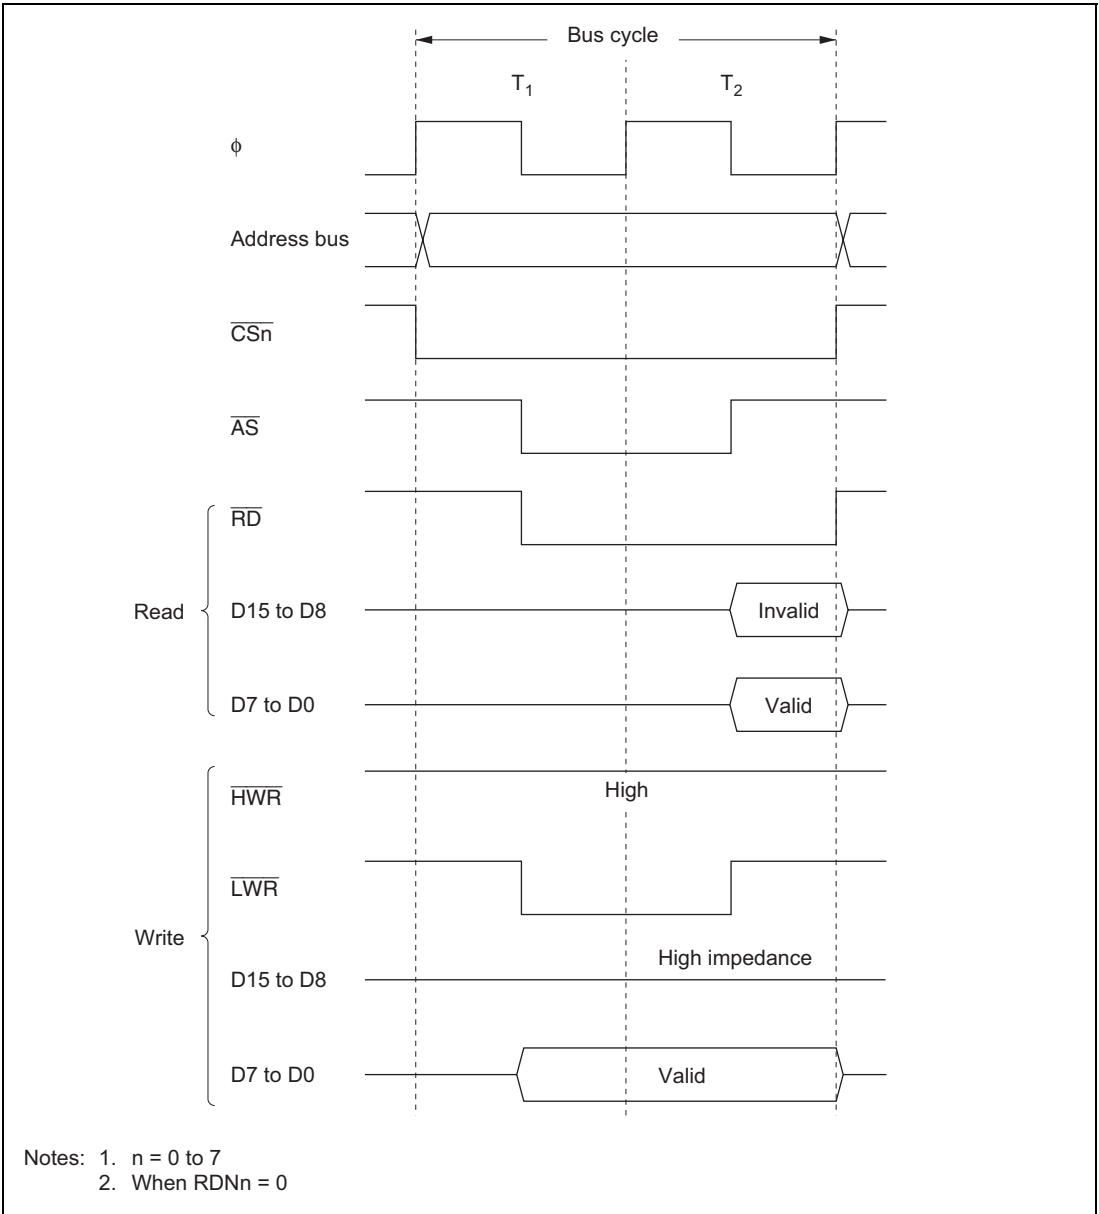 Bus cycle
T1 T2
ϕ
Address bus
CSn
AS
RD
Read D15 to D8 Invalid
D7 to D0 Valid
HWR High
LWR
Write
High impedance
D15 to D8
D7 to D0 Valid
Notes: 1. n = 0 to 7
2. When RDNn = 0